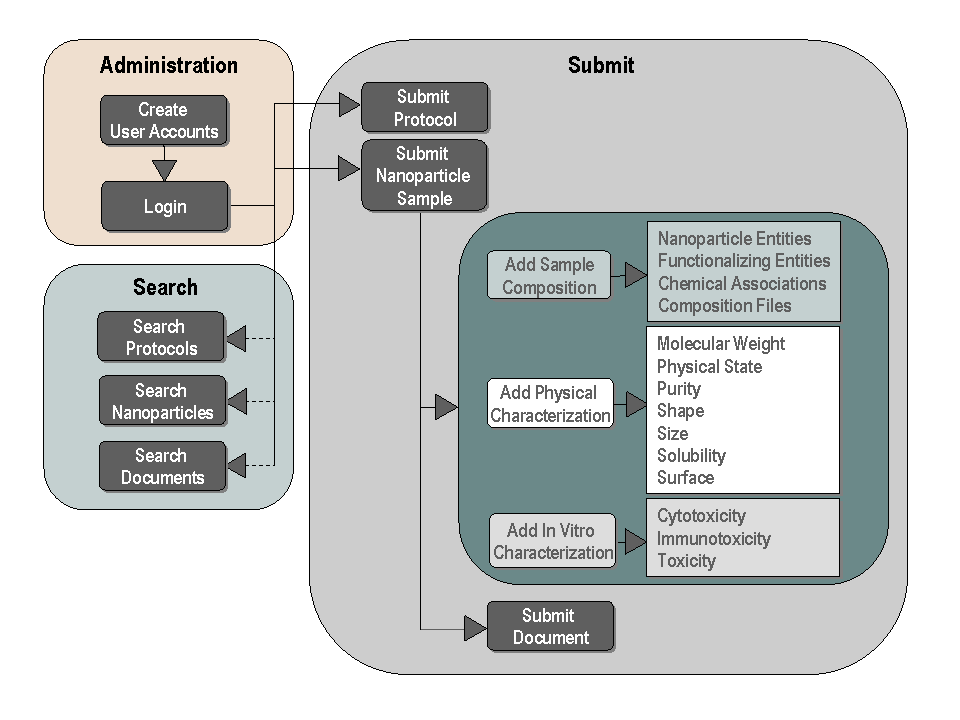 Administration
Create
User Accounts
Login
Search
Search
Protocols
Search
Nanoparticles
Search
Documents
Submit
Submit
Protocol
Submit
Nanoparticle
Sample
Add Sample
Composition
Nanoparticle Entities
Functionalizing Entities
Chemical Associations
Composition Files
Add Physical
Characterization
Molecular Weight
Physical State
Purity
Shape
Size
Solubility
Surface
Add In Vitro
Characterization
Cytotoxicity
Immunotoxicity
Toxicity
Submit
Document